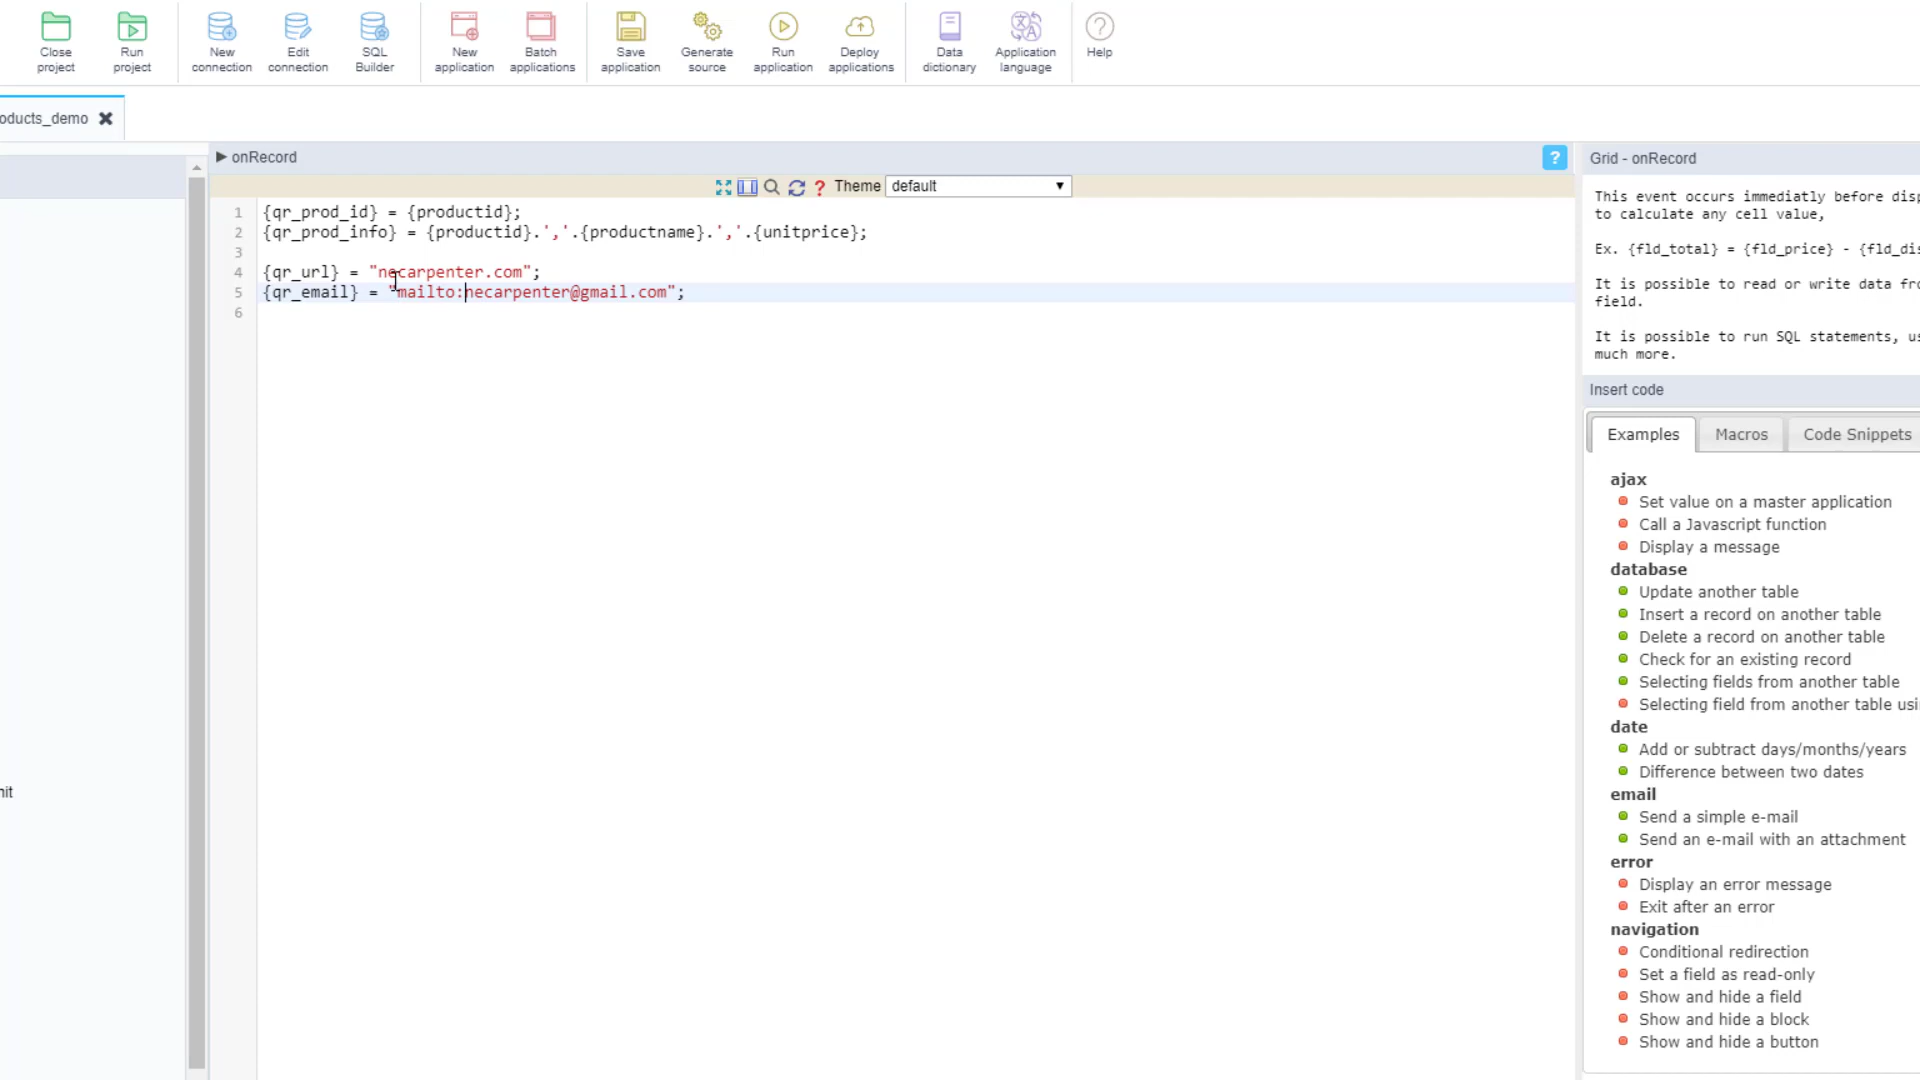 Close project
Run project
New connection
Edit connection
SQL Builder
New application
Batch applications
Save application
Generate source
Run application
Deploy applications
Data dictionary
Application language
Help
oducts_demo
onRecord
?
Theme default
1 {qr_prod_id} = {productid};
2 {qr_prod_info} = {productid}.','.{productname}.','.{unitprice};
3
4 {qr_url} = "necarpenter.com";
5 {qr_email} = "mailto:necarpenter@gmail.com";
6
nit
Grid - onRecord
This event occurs immediatly before disp
to calculate any cell value,
Ex. {fld_total} = {fld_price} - {fld_dis
It is possible to read or write data fro
field.
It is possible to run SQL statements, us
much more.
Insert code
Examples Macros Code Snippets
ajax
Set value on a master application
Call a Javascript function
Display a message
database
Update another table
Insert a record on another table
Delete a record on another table
Check for an existing record
Selecting fields from another table
Selecting field from another table usi
date
Add or subtract days/months/years
Difference between two dates
email
Send a simple e-mail
Send an e-mail with an attachment
error
Display an error message
Exit after an error
navigation
Conditional redirection
Set a field as read-only
Show and hide a field
Show and hide a block
Show and hide a button